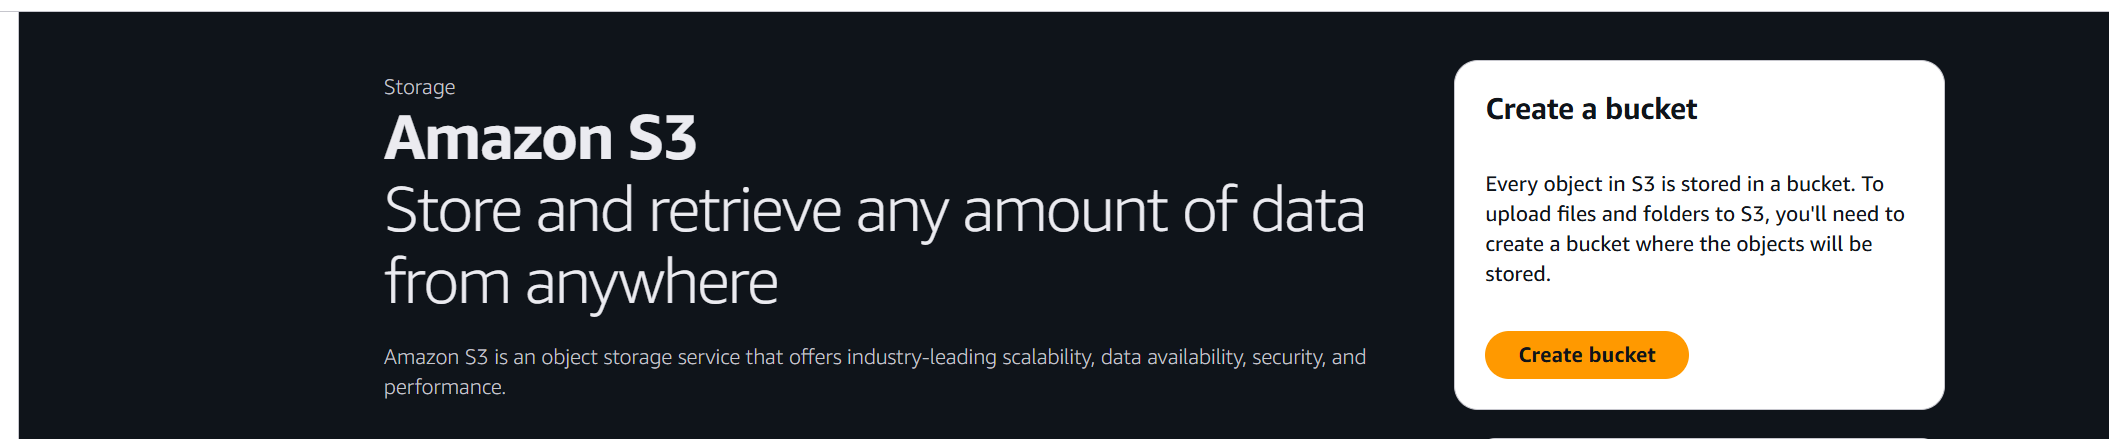 Storage
Amazon S3
Store and retrieve any amount of data
from anywhere
Amazon S3 is an object storage service that offers industry-leading scalability, data availability, security, and
performance.
Create a bucket
Every object in S3 is stored in a bucket. To
upload files and folders to S3, you'll need to
create a bucket where the objects will be
stored.
Create bucket